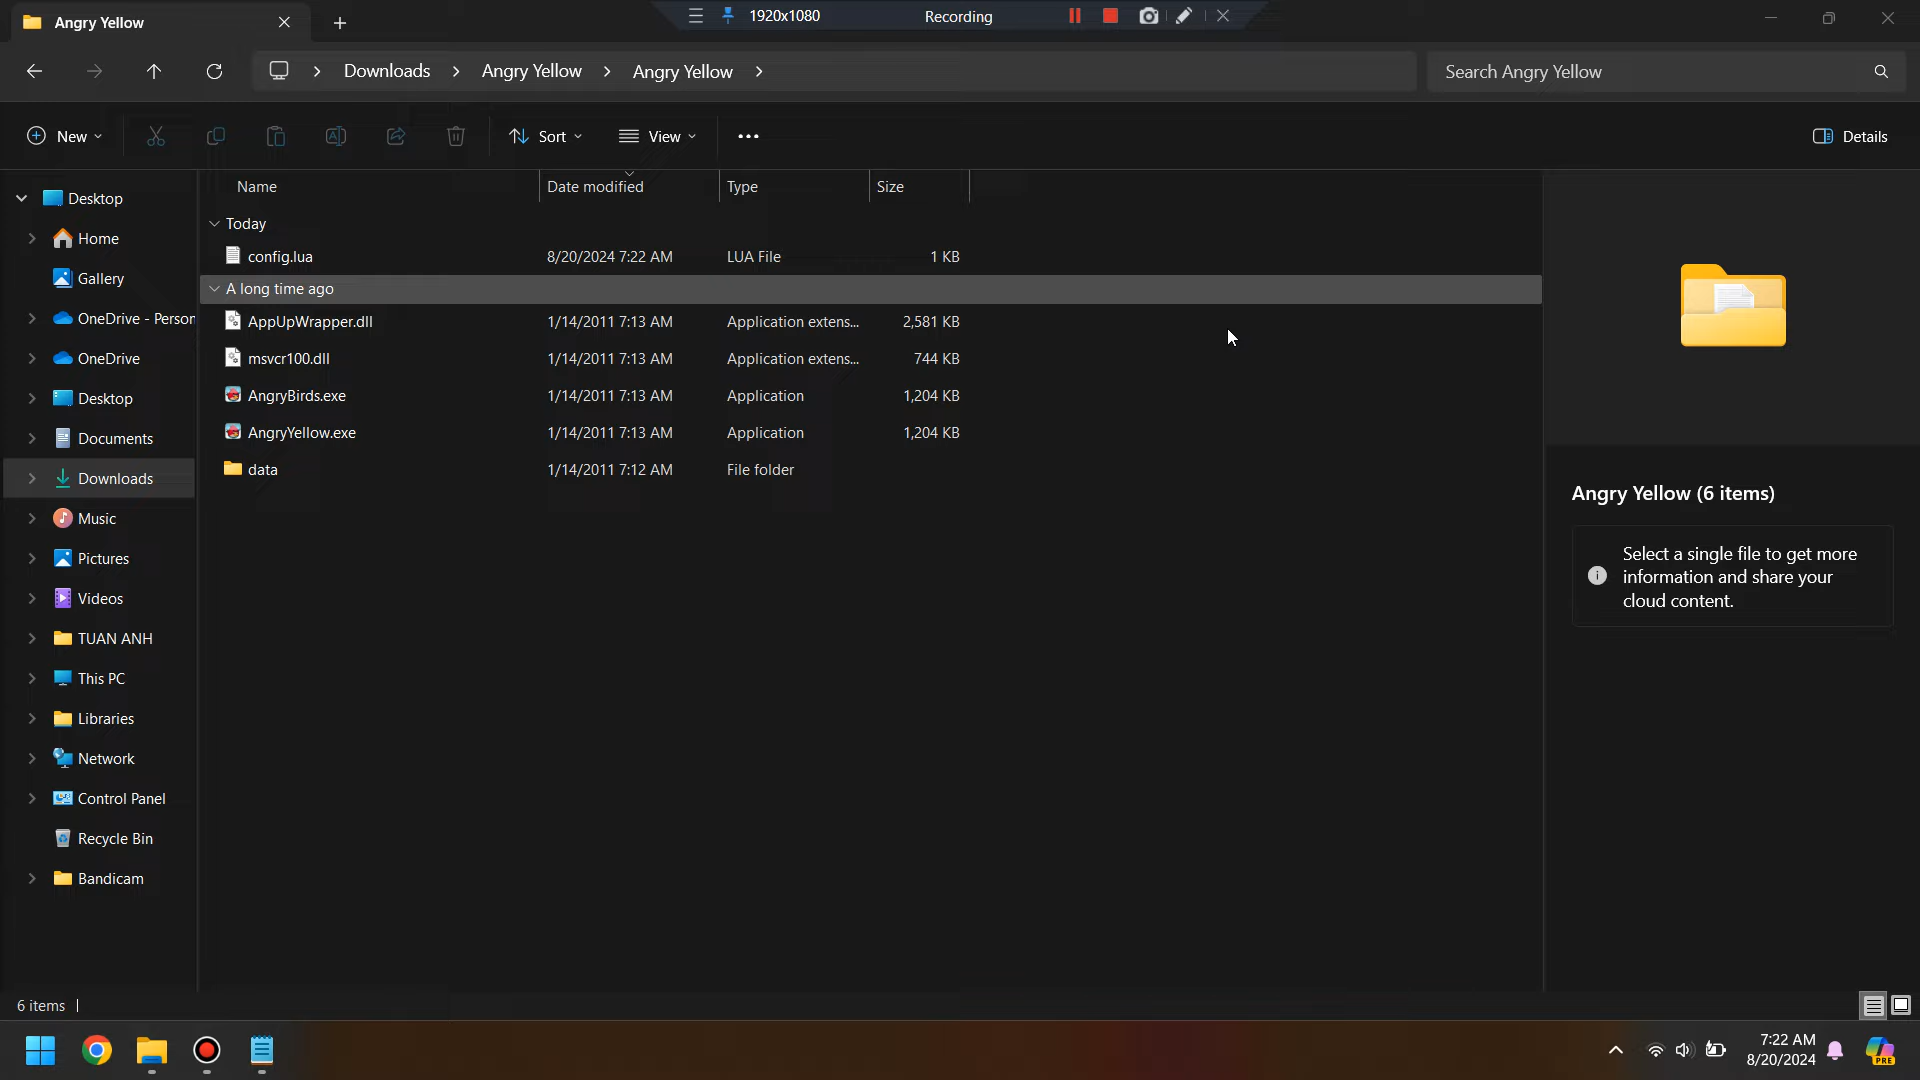 Angry Yellow
1920x1080
Recording
Downloads
Angry Yellow
Angry Yellow
Search Angry Yellow
New
Sort
View
Details
Name
Date modified
Type
Size
Desktop
Home
Gallery
OneDrive - Person
OneDrive
Desktop
Documents
Downloads
Music
Pictures
Videos
TUAN ANH
This PC
Libraries
Network
Control Panel
Recycle Bin
Bandicam
Today
config.lua 8/20/2024 7:22 AM LUA File 1 KB
A long time ago
AppUpWrapper.dll 1/14/2011 7:13 AM Application extens... 2,581 KB
msvcr100.dll 1/14/2011 7:13 AM Application extens... 744 KB
AngryBirds.exe 1/14/2011 7:13 AM Application 1,204 KB
AngryYellow.exe 1/14/2011 7:13 AM Application 1,204 KB
data 1/14/2011 7:12 AM File folder
Angry Yellow (6 items)
Select a single file to get more
information and share your
cloud content.
6 items
7:22 AM
8/20/2024
PRE